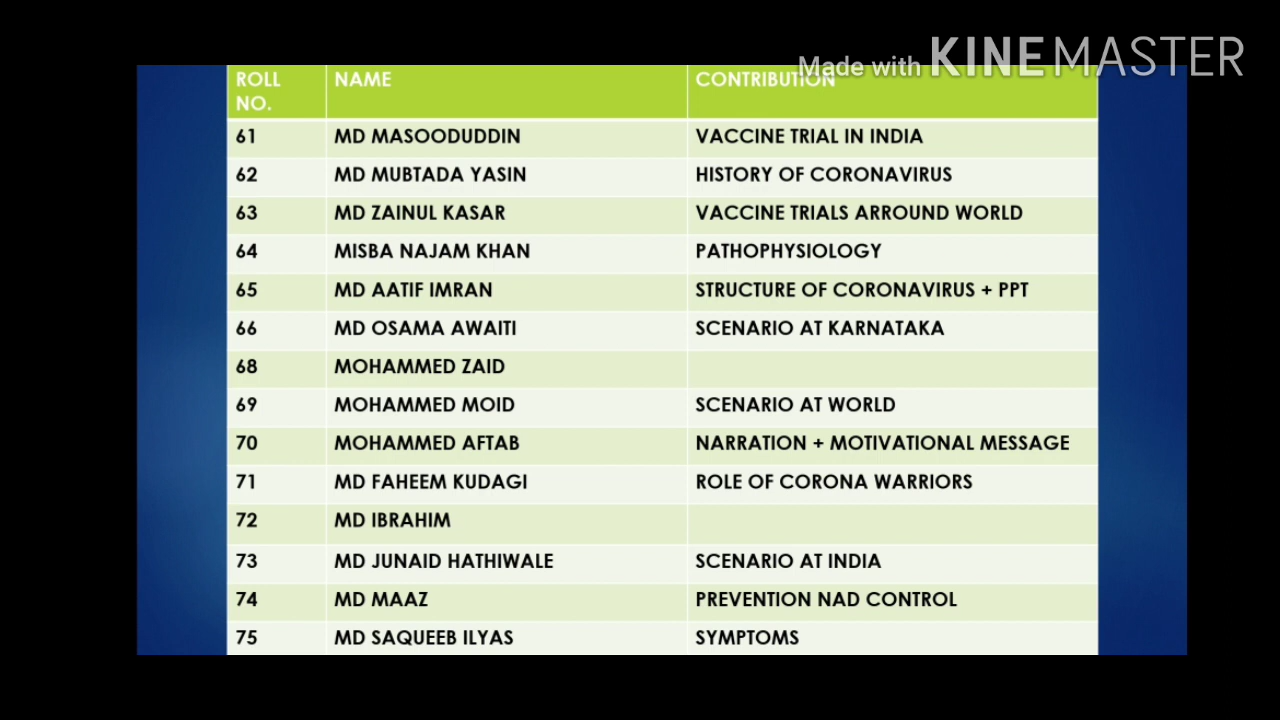 Made with KINEMASTER
ROLL NO. NAME CONTRIBUTION
61 MD MASOODUDDIN VACCINE TRIAL IN INDIA
62 MD MUBTADA YASIN HISTORY OF CORONAVIRUS
63 MD ZAINUL KASAR VACCINE TRIALS ARROUND WORLD
64 MISBA NAJAM KHAN PATHOPHYSIOLOGY
65 MD AATIF IMRAN STRUCTURE OF CORONAVIRUS + PPT
66 MD OSAMA AWAITI SCENARIO AT KARNATAKA
68 MOHAMMED ZAID
69 MOHAMMED MOID SCENARIO AT WORLD
70 MOHAMMED AFTAB NARRATION + MOTIVATIONAL MESSAGE
71 MD FAHEEM KUDAGI ROLE OF CORONA WARRIORS
72 MD IBRAHIM
73 MD JUNAID HATHIWALE SCENARIO AT INDIA
74 MD MAAZ PREVENTION NAD CONTROL
75 MD SAQUEEB ILYAS SYMPTOMS